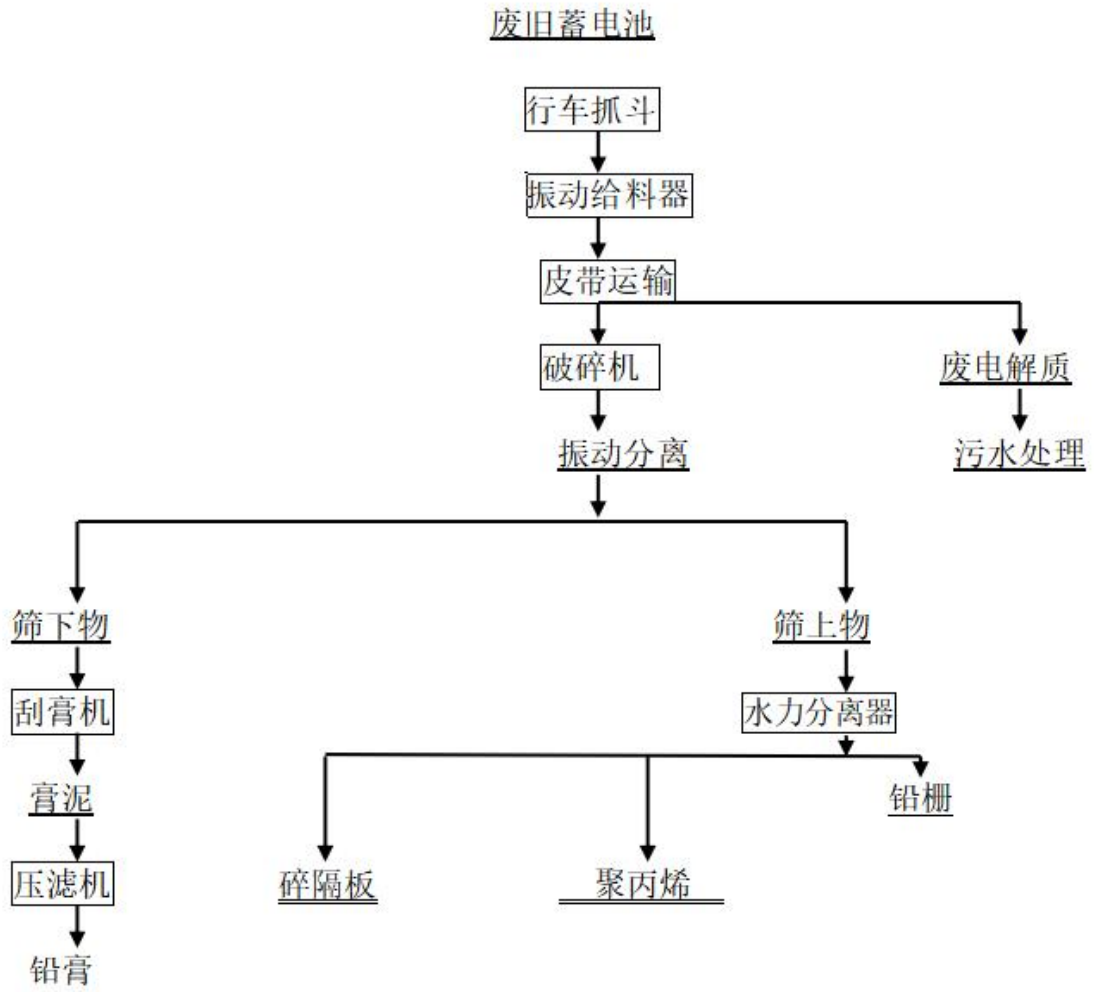 废旧蓄电池
行车抓斗
振动给料器
皮带运输
破碎机
废电解质
振动分离
污水处理
筛下物
筛上物
刮膏机
水力分离器
膏泥
铅栅
压滤机
碎隔板
聚丙烯
铅膏